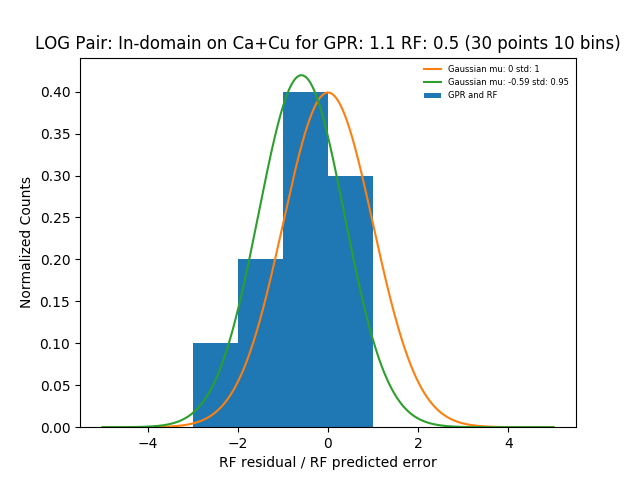 LOG Pair: In-domain on Ca+Cu for GPR: 1.1 RF: 0.5 (30 points 10 bins)
Gaussian mu: 0 std: 1
Gaussian mu: -0.59 std: 0.95
GPR and RF
Normalized Counts
0.40
0.35
0.30
0.25
0.20
0.15
0.10
0.05
0.00
−4
−2
0
2
4
RF residual / RF predicted error